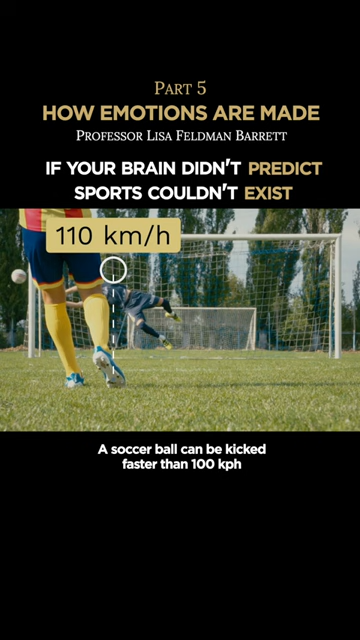 PART 5
HOW EMOTIONS ARE MADE
PROFESSOR LISA FELDMAN BARRETT
IF YOUR BRAIN DIDN'T PREDICT
SPORTS COULDN'T EXIST
110 km/h
A soccer ball can be kicked
faster than 100 kph